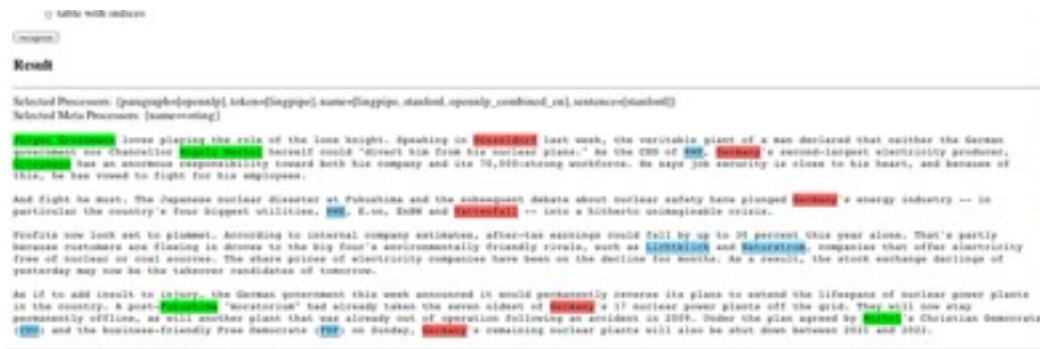 table with indices
recognize
Result
Selected Processors: {paragraph=[opennlp], token=[lingpipe], name=[lingpipe, stanford, opennlp_combined_en], sentence=[stanford]}
Selected Meta Processors: {name=voting}
Jürgen Grossmann loves playing the role of the lone knight. Speaking in Düsseldorf last week, the veritable giant of a man declared that neither the German
government nor Chancellor Angela Merkel herself could "divert him from his nuclear plans." As the CEO of RWE, Germany's second-largest electricity producer,
Grossmann has an enormous responsibility toward both his company and its 70,000-strong workforce. He says job security is close to his heart, and because of
this, he has vowed to fight for his employees.
And fight he must. The Japanese nuclear disaster at Fukushima and the subsequent debate about nuclear safety have plunged Germany's energy industry -- in
particular the country's four biggest utilities, RWE, E.on, EnBW and Vattenfall -- into a hitherto unimaginable crisis.
Profits now look set to plummet. According to internal company estimates, after-tax earnings could fall by up to 30 percent this year alone. That's partly
because customers are fleeing in droves to the big four's environmentally friendly rivals, such as Lichtblick and Naturstrom, companies that offer electricity
free of nuclear or coal sources. The share prices of electricity companies have been on the decline for months. As a result, the stock exchange darlings of
yesterday may now be the takeover candidates of tomorrow.
As if to add insult to injury, the German government this week announced it would permanently reverse its plans to extend the lifespans of nuclear power plants
in the country. A post-Fukushima "moratorium" had already taken the seven oldest of Germany's 17 nuclear power plants off the grid. They will now stay
permanently offline, as will another plant that was already out of operation following an accident in 2009. Under the plan agreed by Merkel's Christian Democrats
(CDU) and the business-friendly Free Democrats (FDP) on Sunday, Germany's remaining nuclear plants will also be shut down between 2021 and 2022.